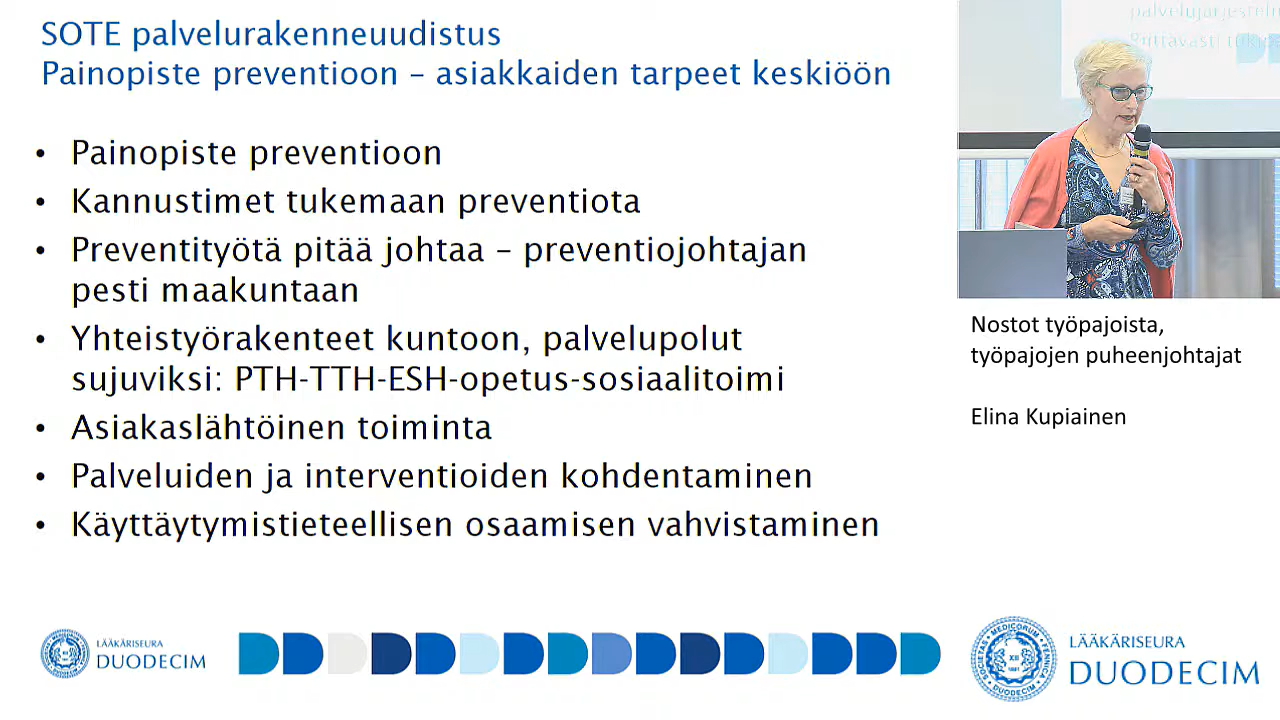 SOTE palvelurakenneuudistus
Painopiste preventioon – asiakkaiden tarpeet keskiöön
• Painopiste preventioon
• Kannustimet tukemaan preventiota
• Preventityötä pitää johtaa – preventiojohtajan
pesti maakuntaan
• Yhteistyörakenteet kuntoon, palvelupolut
sujuviksi: PTH-TTH-ESH-opetus-sosiaalitoimi
• Asiakaslähtöinen toiminta
• Palveluiden ja interventioiden kohdentaminen
• Käyttäytymistieteellisen osaamisen vahvistaminen
LÄÄKÄRISEURA
DUODECIM
palvelujärjestelm
Nostot työpajoista,
työpajojen puheenjohtajat
Elina Kupiainen
LÄÄKÄRISEURA
DUODECIM